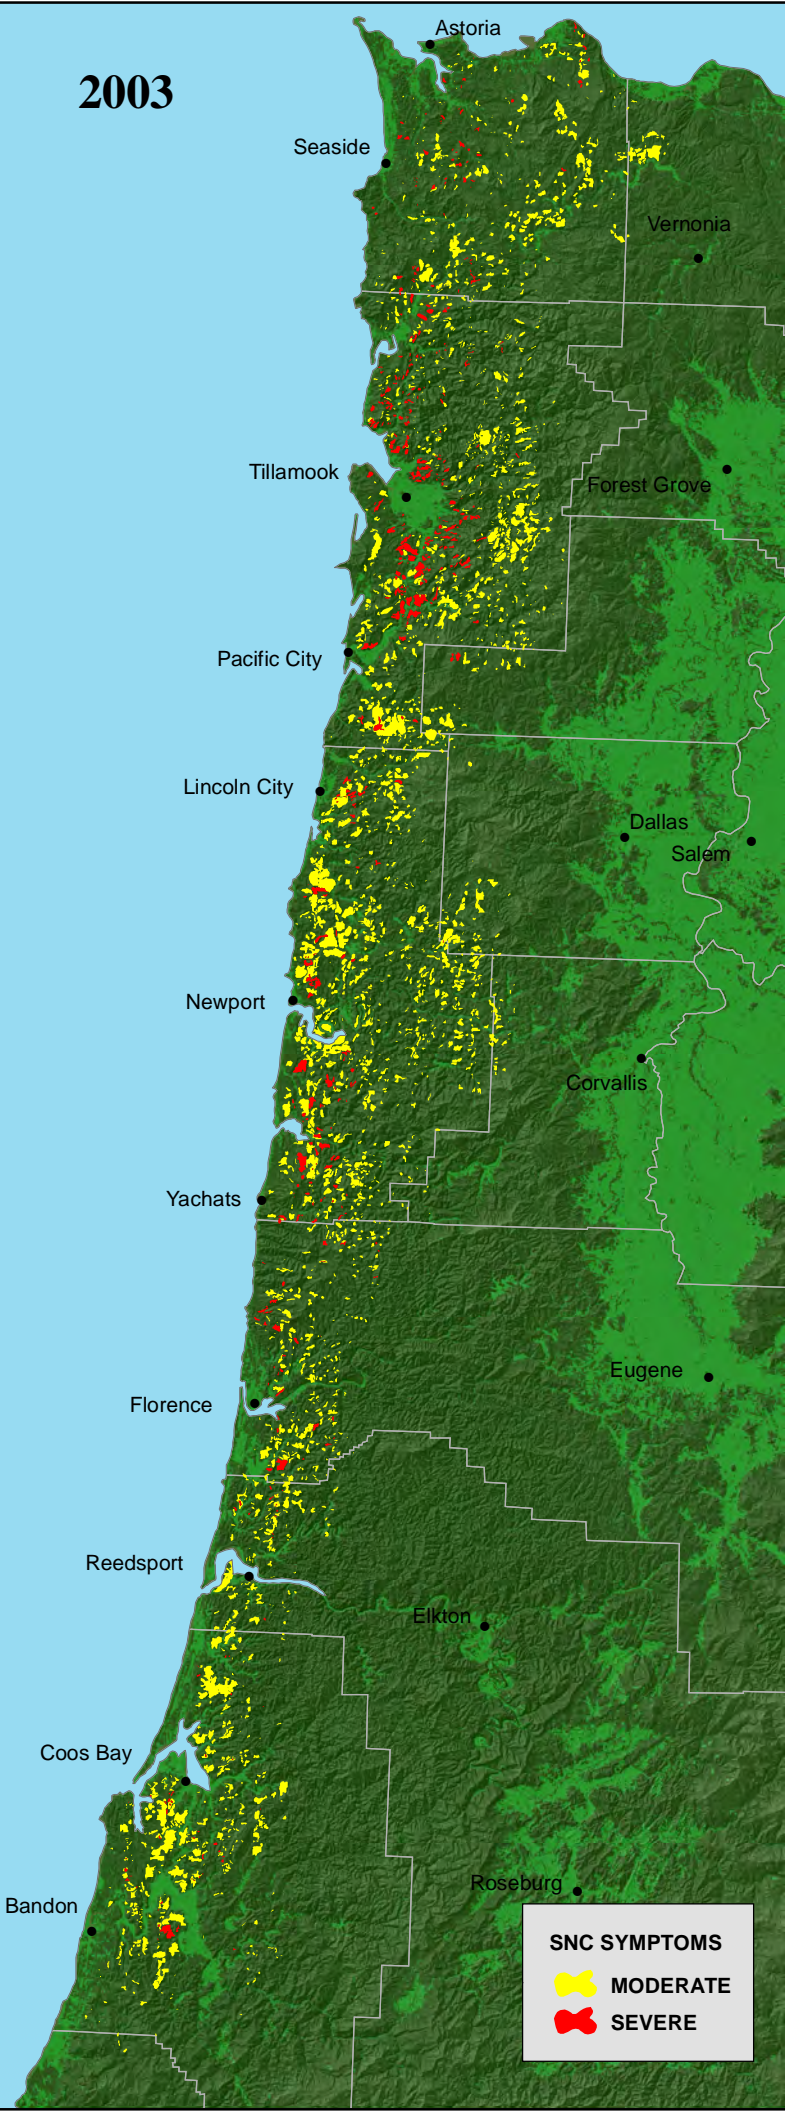 Astoria
2003
Seaside
Vernonia
Tillamook
Forest Grove
Pacific City
Lincoln City
Dallas
Salem
Newport
Corvallis
Yachats
Eugene
Florence
Reedsport
Elkton
Coos Bay
Roseburg
Bandon
SNC SYMPTOMS
MODERATE
SEVERE